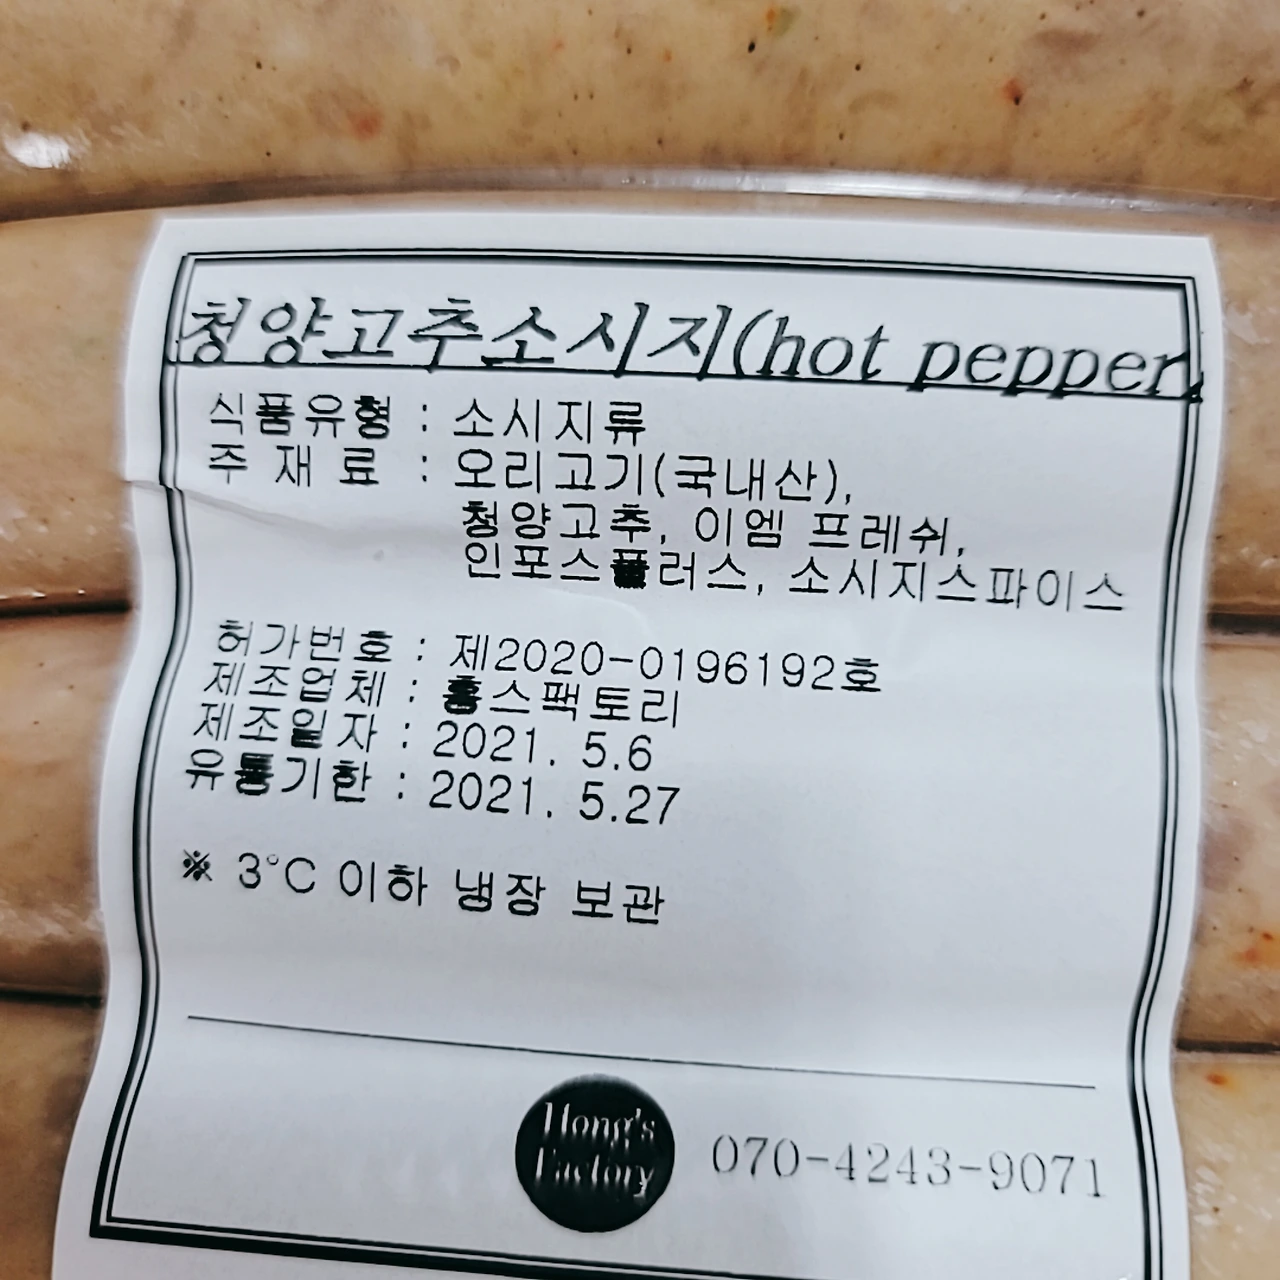 청양고추소시지(hot pepper)
식품유형 : 소시지류
주 재 료 : 오리고기(국내산),
청양고추, 이엠 프레쉬,
인포스플러스, 소시지스파이스
허가번호 : 제2020-0196192호
제조업체 : 홍스팩토리
제조일자 : 2021. 5.6
유통기한 : 2021. 5.27
※ 3°C 이하 냉장 보관
Hong's
Factory
070-4243-9071